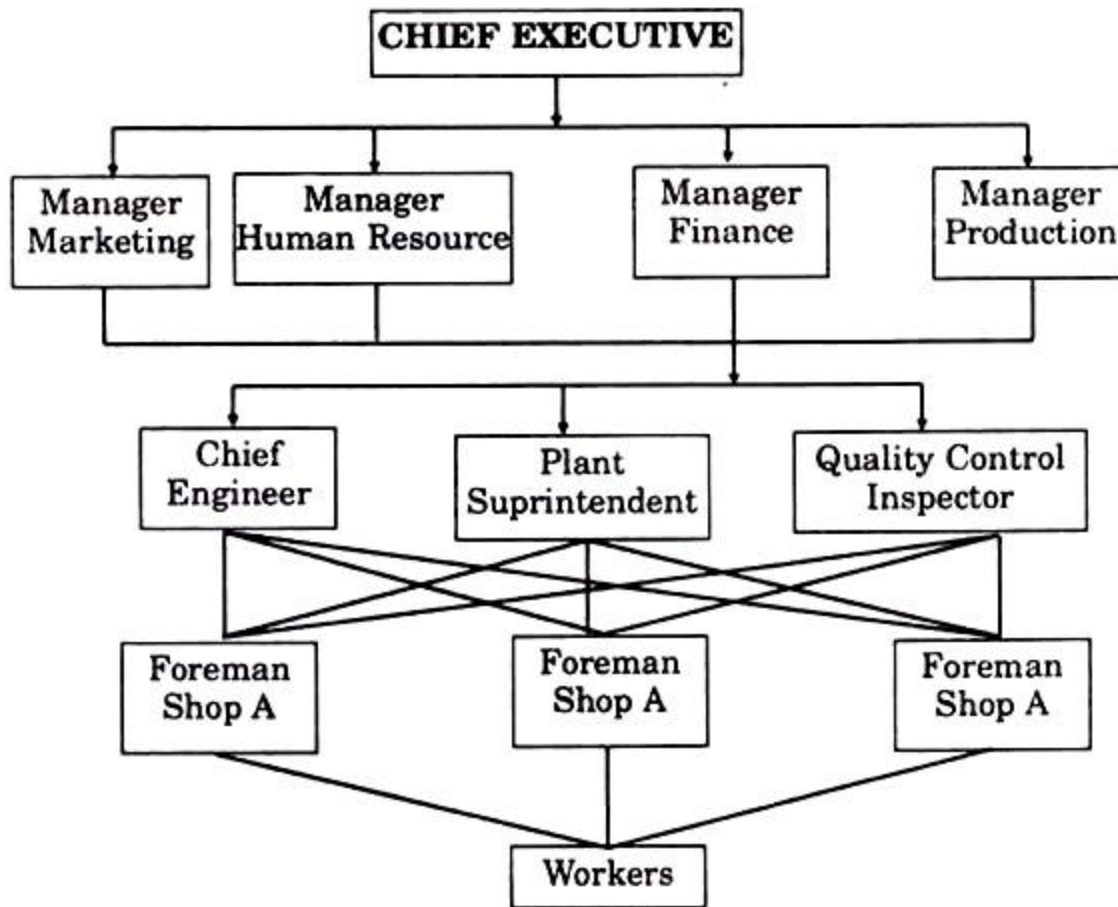 CHIEF EXECUTIVE
Manager
Marketing
Manager
Human Resource
Manager
Finance
Manager
Production
Chief
Engineer
Plant
Suprintendent
Quality Control
Inspector
Foreman
Shop A
Foreman
Shop A
Foreman
Shop A
Workers